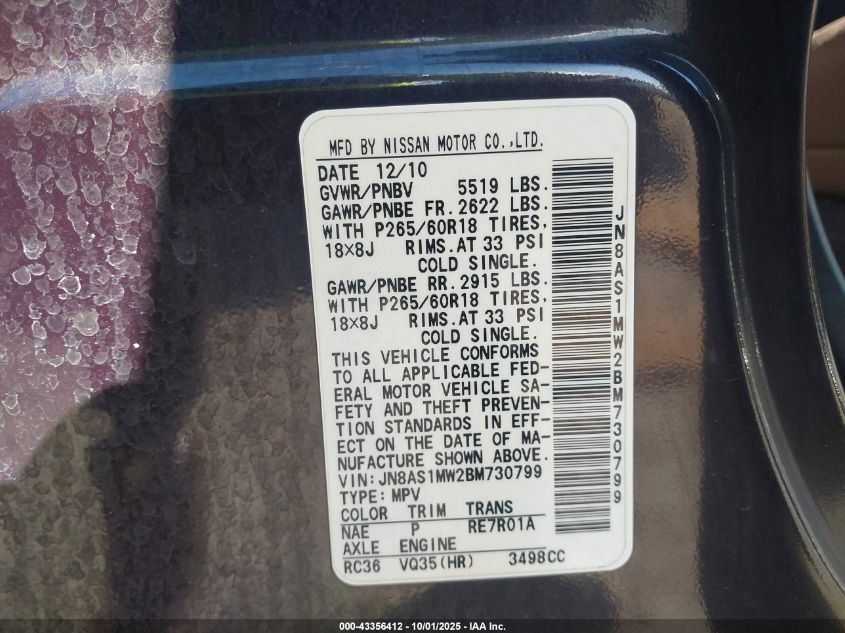 MFD BY NISSAN MOTOR CO.,LTD.
DATE 12/10
GVWR/PNBV 5519 LBS.
GAWR/PNBE FR. 2622 LBS.
WITH P265/60R18 TIRES,
18×8J RIMS. AT 33 PSI
COLD SINGLE.
GAWR/PNBE RR. 2915 LBS.
WITH P265/60R18 TIRES,
18×8J RIMS. AT 33 PSI
COLD SINGLE.
THIS VEHICLE CONFORMS
TO ALL APPLICABLE FED-
ERAL MOTOR VEHICLE SA-
FETY AND THEFT PREVEN-
TION STANDARDS IN EFF-
ECT ON THE DATE OF MA-
NUFACTURE SHOWN ABOVE.
VIN:JN8AS1MW2BM730799
TYPE:MPV
COLOR TRIM TRANS
NAE P RE7R01A
AXLE ENGINE
RC36 VQ35(HR) 3498CC
JN8AS1MW2BM730799
000-43356412 - 10/01/2025 - IAA Inc.